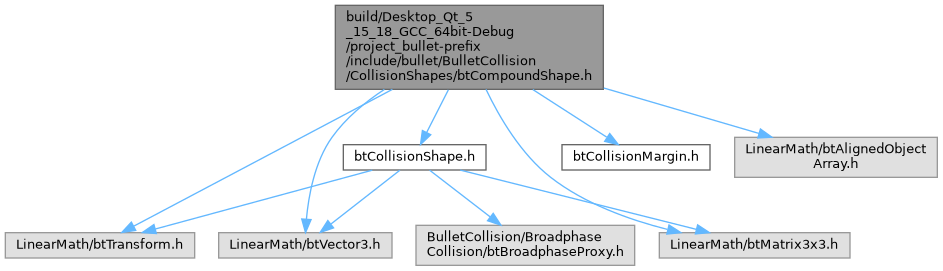 build/Desktop_Qt_5
_15_18_GCC_64bit-Debug
/project_bullet-prefix
/include/bullet/BulletCollision
/CollisionShapes/btCompoundShape.h
btCollisionShape.h
btCollisionMargin.h
LinearMath/btAlignedObject
Array.h
LinearMath/btTransform.h
LinearMath/btVector3.h
BulletCollision/Broadphase
Collision/btBroadphaseProxy.h
LinearMath/btMatrix3x3.h